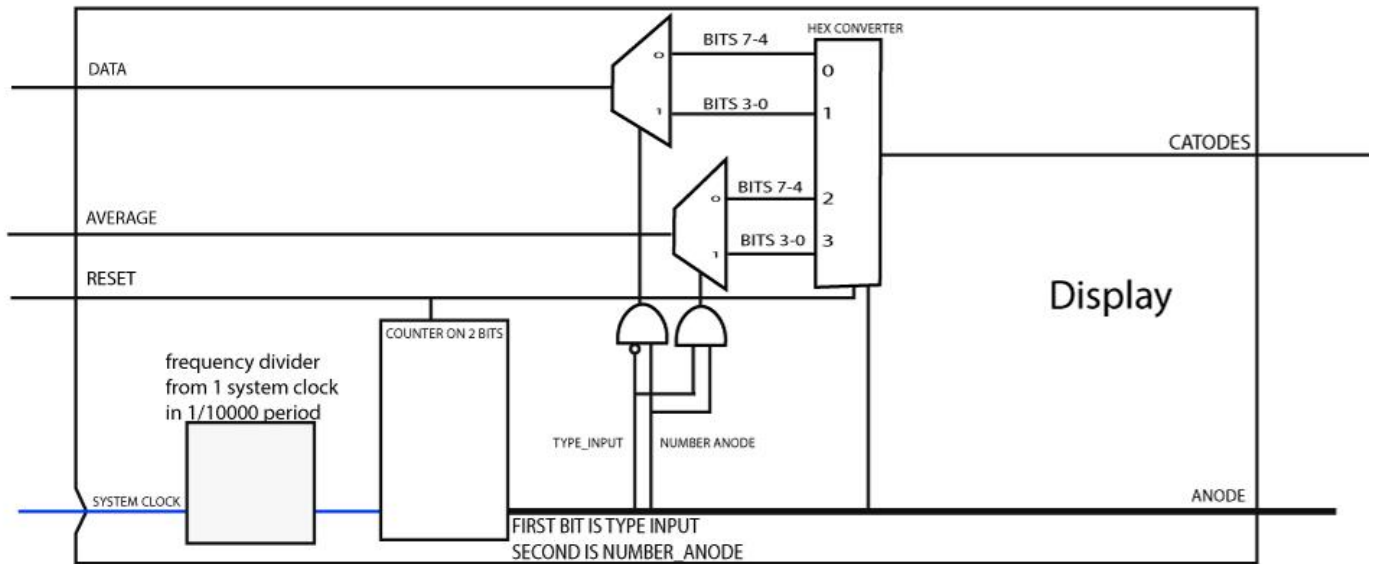 HEX CONVERTER
BITS 7-4
0
0
DATA
BITS 3-0
1
1
CATODES
BITS 7-4
0
2
AVERAGE
BITS 3-0
1
3
RESET
Display
COUNTER ON 2 BITS
frequency divider
from 1 system clock
in 1/10000 period
TYPE_INPUT
NUMBER ANODE
SYSTEM CLOCK
ANODE
FIRST BIT IS TYPE INPUT
SECOND IS NUMBER_ANODE